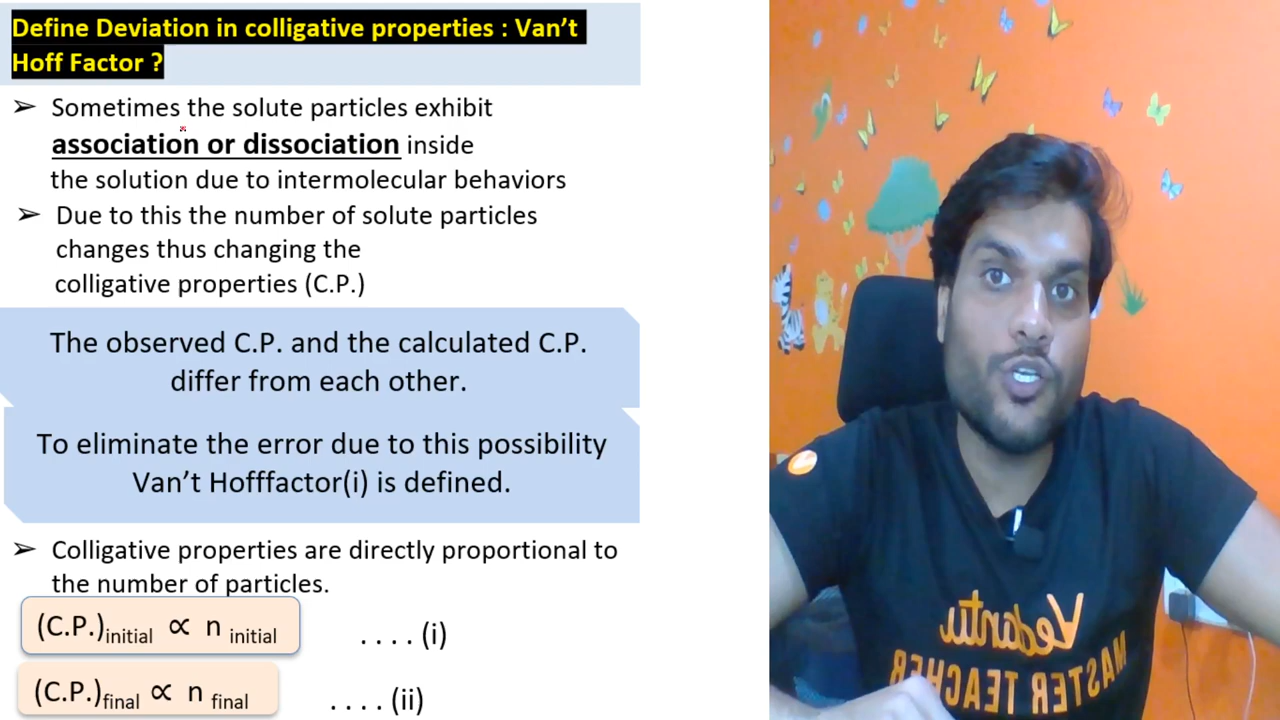 Define Deviation in colligative properties : Van’t
Hoff Factor ?
➢ Sometimes the solute particles exhibit
association or dissociation inside
the solution due to intermolecular behaviors
➢ Due to this the number of solute particles
changes thus changing the
colligative properties (C.P.)
The observed C.P. and the calculated C.P.
differ from each other.
To eliminate the error due to this possibility
Van’t Hofffactor(i) is defined.
➢ Colligative properties are directly proportional to
the number of particles.
(C.P.)initial ∝ n initial . . . . (i)
(C.P.)final ∝ n final . . . . (ii)
Vedantu
MASTER TEACHER